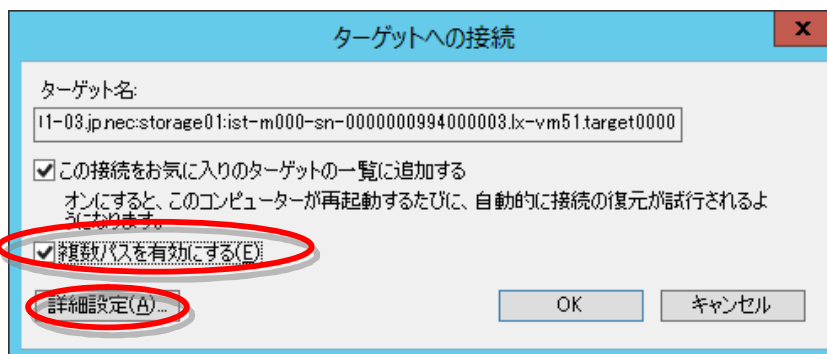 ターゲットへの接続
x
ターゲット名:
11-03.jp.nec:storage01:ist-m000-sn-0000000994000003.lx-vm51.target0000
この接続をお気に入りのターゲットの一覧に追加する
オンにすると、このコンピューターが再起動するたびに、自動的に接続の復元が試行されるよ
うになります。
複数パスを有効にする(E)
詳細設定(A)...
OK
キャンセル